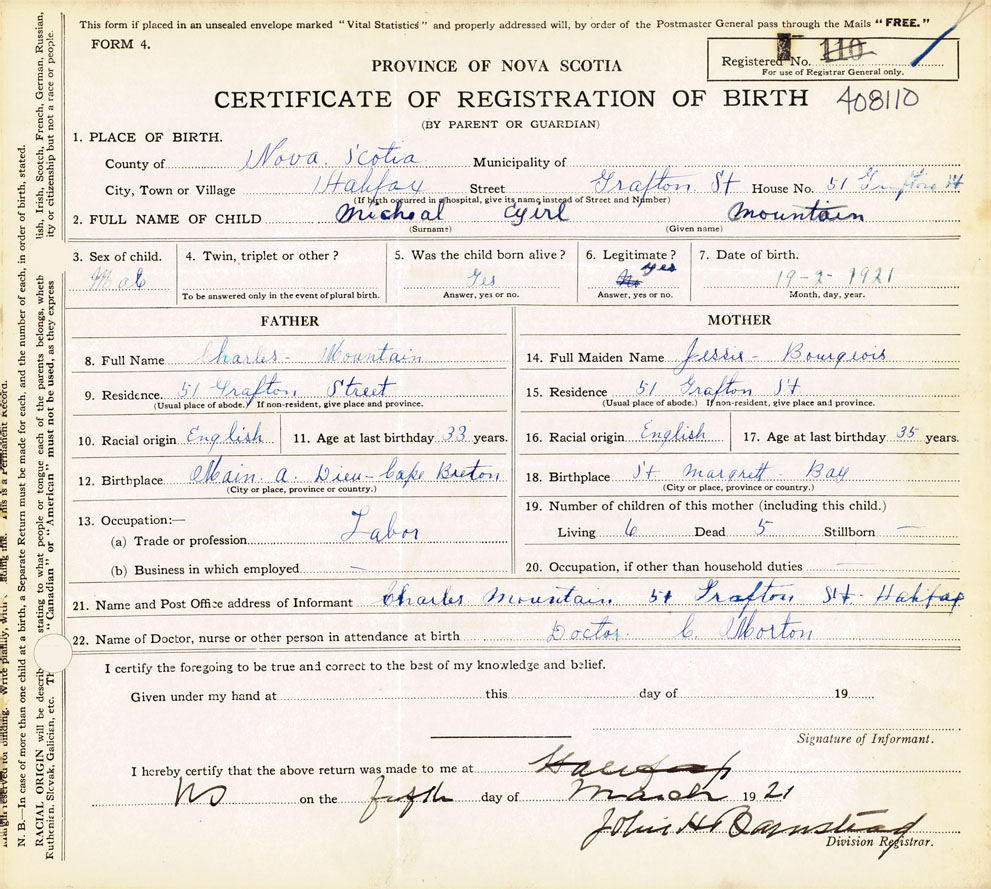 This form if placed in an unsealed envelope marked "Vital Statistics" and properly addressed will, by order of the Postmaster General pass through the Mails "FREE."
FORM 4.
Registered No. 110
For use of Registrar General only.
PROVINCE OF NOVA SCOTIA
CERTIFICATE OF REGISTRATION OF BIRTH 408110
(BY PARENT OR GUARDIAN)
1. PLACE OF BIRTH.
County of Nova Scotia Municipality of
City, Town or Village Halifax Street Grafton St House No. 51 Grafton St
(If birth occurred in a hospital, give its name instead of Street and Number)
2. FULL NAME OF CHILD Micheal Cyirl Mountain
(Surname) (Given name)
3. Sex of child. 4. Twin, triplet or other? 5. Was the child born alive? 6. Legitimate? 7. Date of birth.
Male Yes No yes 19-2-1921
To be answered only in the event of plural birth. Answer, yes or no. Answer, yes or no. Month, day, year.
FATHER MOTHER
8. Full Name Charles - Mountain 14. Full Maiden Name Jessie - Bourgeois
9. Residence. 51 Grafton Street 15. Residence 51 Grafton St
(Usual place of abode.) If non-resident, give place and province. (Usual place of abode.) If non-resident, give place and province.
10. Racial origin English 11. Age at last birthday 33 years. 16. Racial origin English 17. Age at last birthday 35 years.
12. Birthplace Main. a. Dieu - Cape Breton 18. Birthplace St Margrett. Bay
(City or place, province or country.) (City or place, province or country.)
13. Occupation:— 19. Number of children of this mother (including this child.)
(a) Trade or profession Labor Living 6 Dead 5 Stillborn —
(b) Business in which employed — 20. Occupation, if other than household duties —
21. Name and Post Office address of Informant Charles Mountain 51 Grafton St. Halifax
22. Name of Doctor, nurse or other person in attendance at birth Doctor. C. Morton
I certify the foregoing to be true and correct to the best of my knowledge and belief.
Given under my hand at this day of 19
Signature of Informant.
I hereby certify that the above return was made to me at Halifax
NS on the fifth day of March 1921
John H Barnstead
Division Registrar.
N. B.—In case of more than one child at a birth, a Separate Return must be made for each, and the number of each, in order of birth, stated.
lish, Irish, Scotch, French, German, Russian,
ity or citizenship but not a race or people.
RACIAL ORIGIN will be describ stating to what people or tongue each of the parents belongs, wheth
Ruthenian, Slovak, Galician, etc. "Canadian" or "American" must not be used, as they express